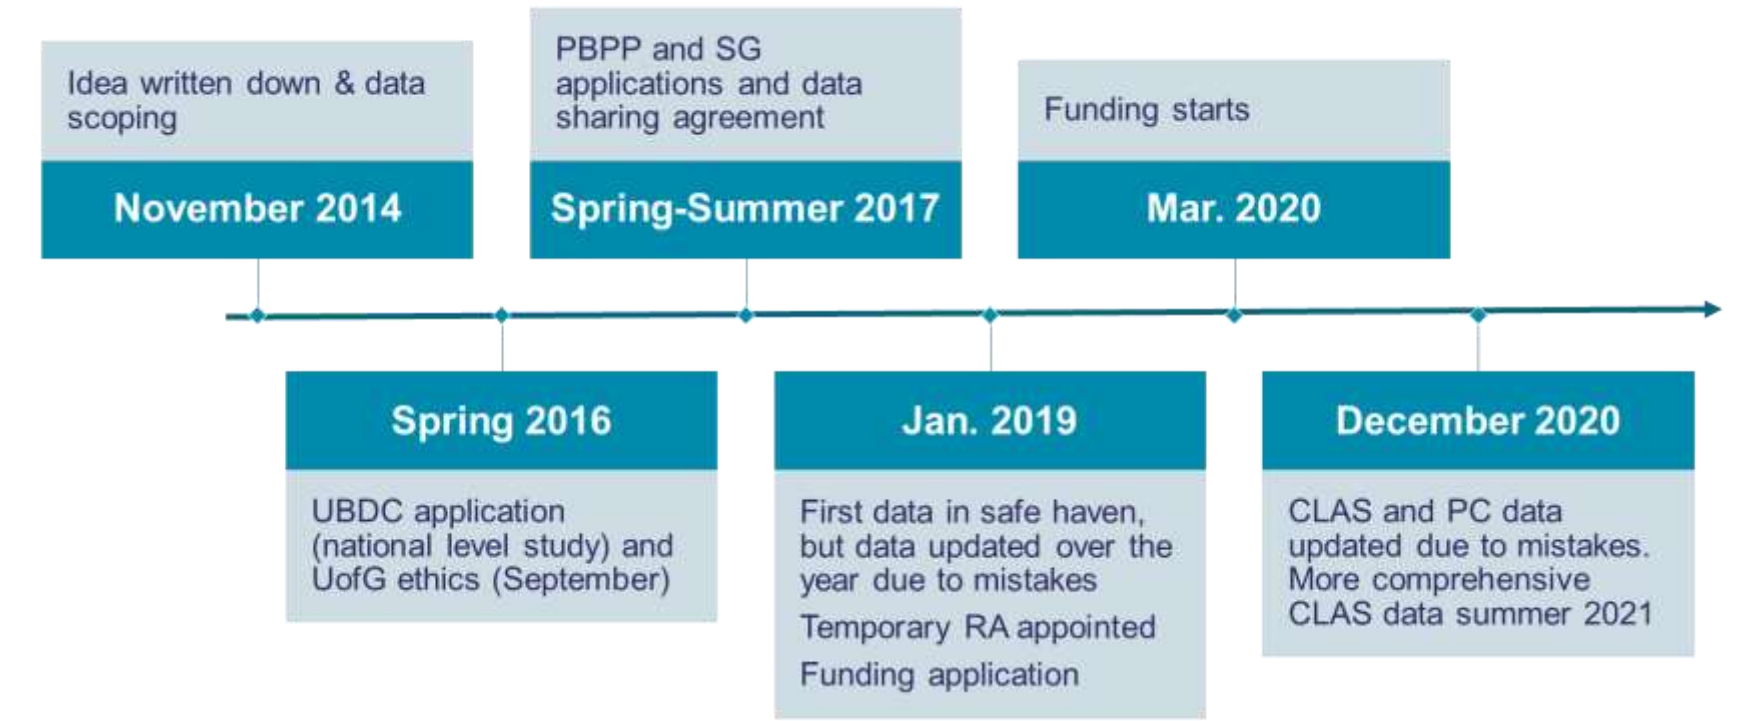 Idea written down & data
scoping
November 2014
PBPP and SG
applications and data
sharing agreement
Spring-Summer 2017
Funding starts
Mar. 2020
Spring 2016
UBDC application
(national level study) and
UofG ethics (September)
Jan. 2019
First data in safe haven,
but data updated over the
year due to mistakes
Temporary RA appointed
Funding application
December 2020
CLAS and PC data
updated due to mistakes.
More comprehensive
CLAS data summer 2021